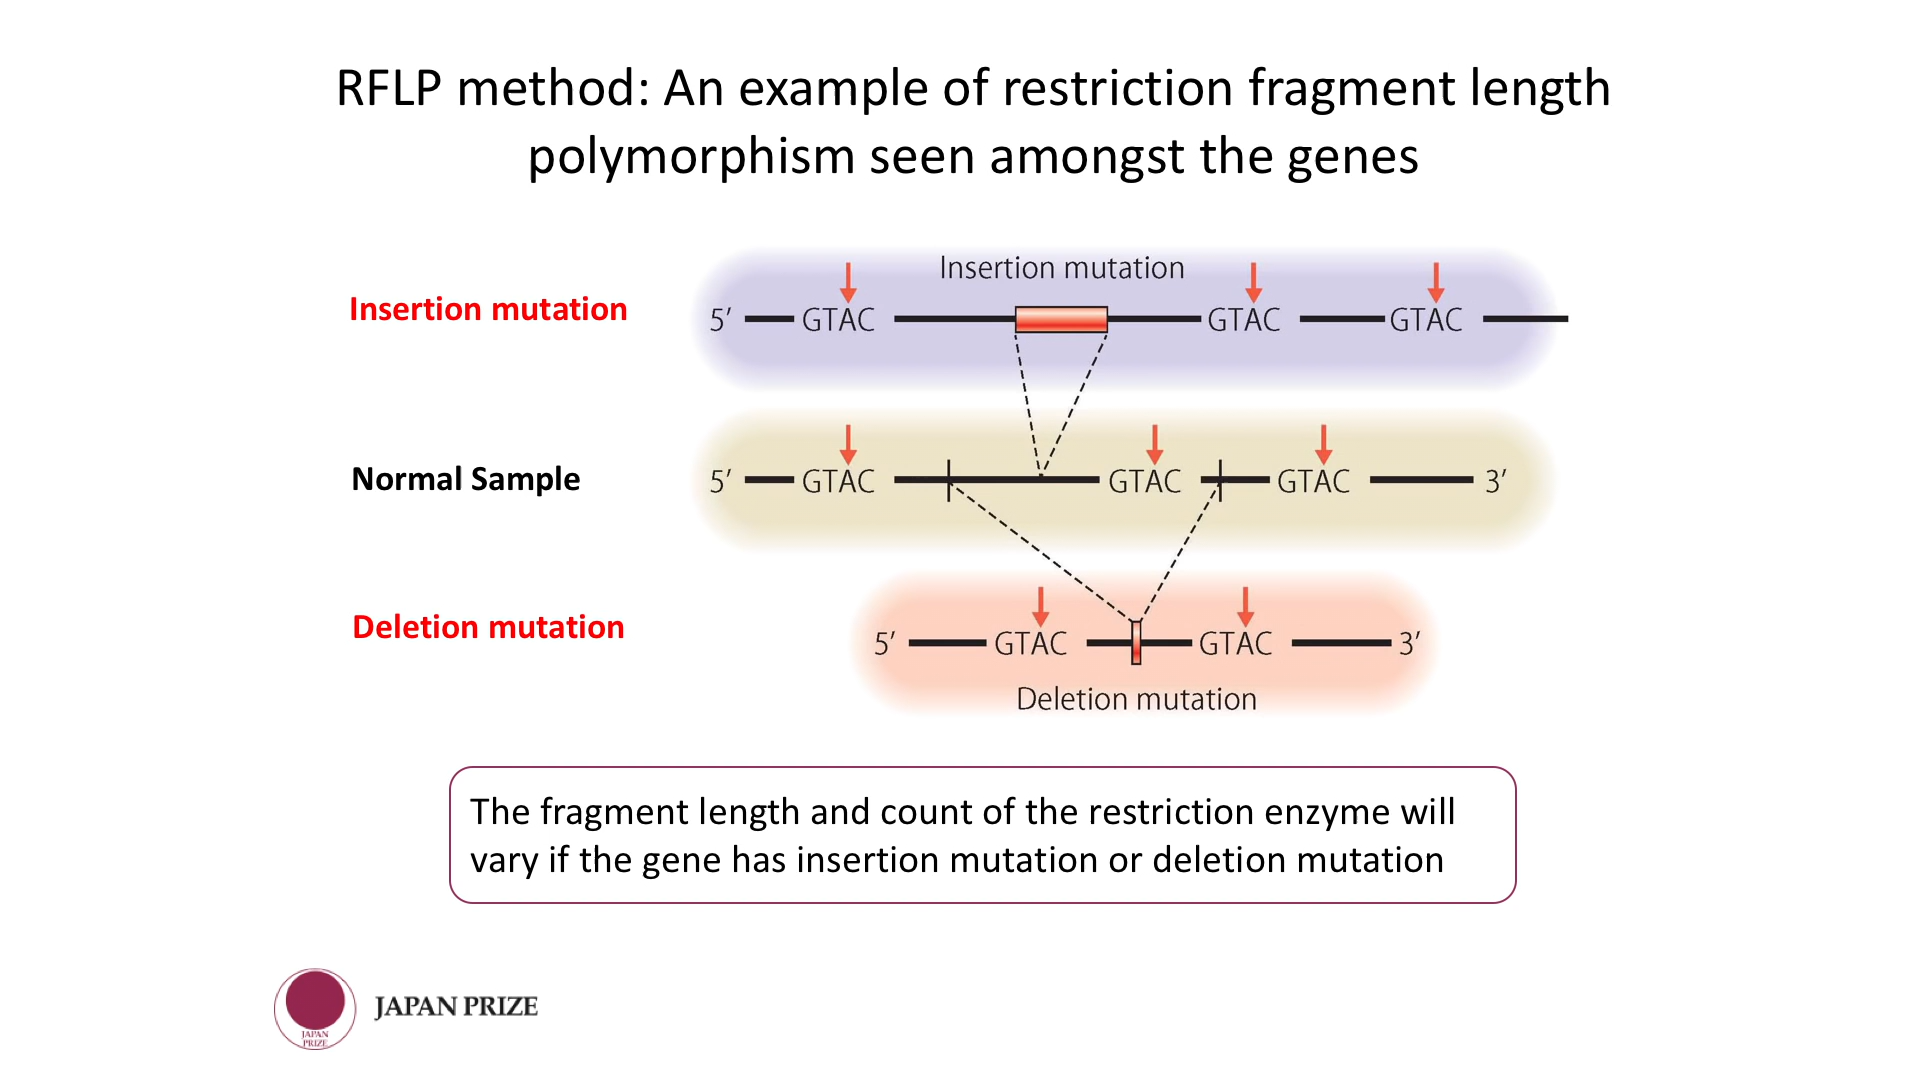 RFLP method: An example of restriction fragment length
polymorphism seen amongst the genes
Insertion mutation
Insertion mutation
5′ GTAC GTAC GTAC
Normal Sample
5′ GTAC GTAC GTAC 3′
Deletion mutation
5′ GTAC GTAC 3′
Deletion mutation
The fragment length and count of the restriction enzyme will
vary if the gene has insertion mutation or deletion mutation
JAPAN
PRIZE
JAPAN PRIZE